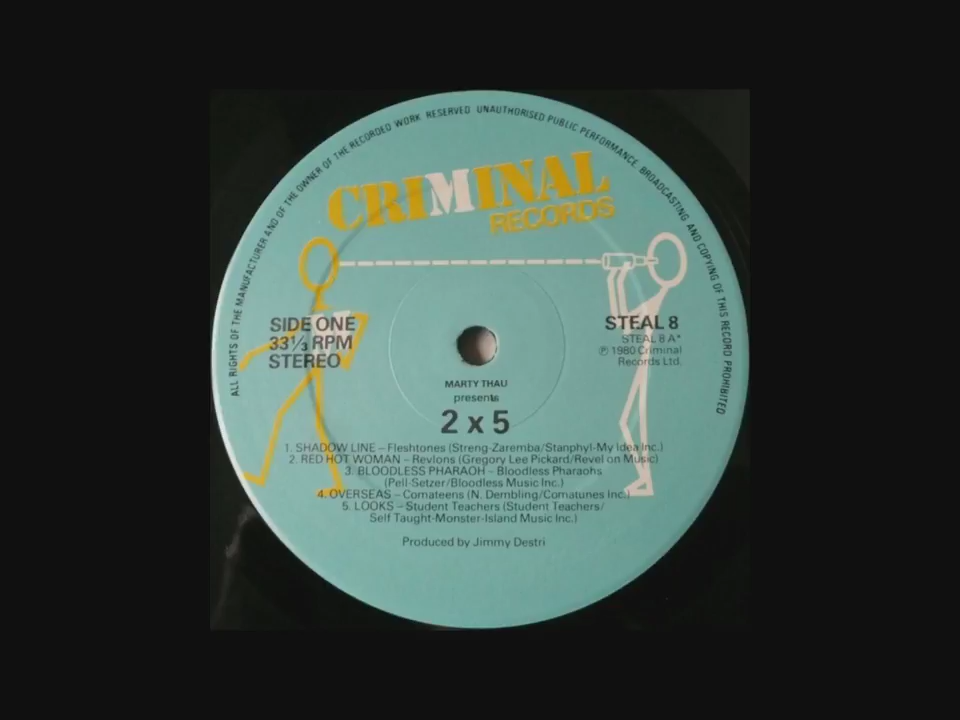 ALL RIGHTS OF THE MANUFACTURER AND OF THE OWNER OF THE RECORDED WORK RESERVED UNAUTHORISED PUBLIC PERFORMANCE BROADCASTING AND COPYING OF THIS RECORD PROHIBITED
CRIMINAL
RECORDS
SIDE ONE
33⅓ RPM
STEREO
STEAL 8
STEAL 8 A*
℗ 1980 Criminal
Records Ltd.
MARTY THAU
presents
2 x 5
1. SHADOW LINE – Fleshtones (Streng-Zaremba/Stanphyl-My Idea Inc.)
2. RED HOT WOMAN – Revlons (Gregory Lee Pickard/Revel on Music)
3. BLOODLESS PHARAOH – Bloodless Pharaohs
(Pell-Setzer/Bloodless Music Inc.)
4. OVERSEAS – Comateens (N. Dembling/Comatunes Inc.)
5. LOOKS – Student Teachers (Student Teachers/
Self Taught-Monster-Island Music Inc.)
Produced by Jimmy Destri